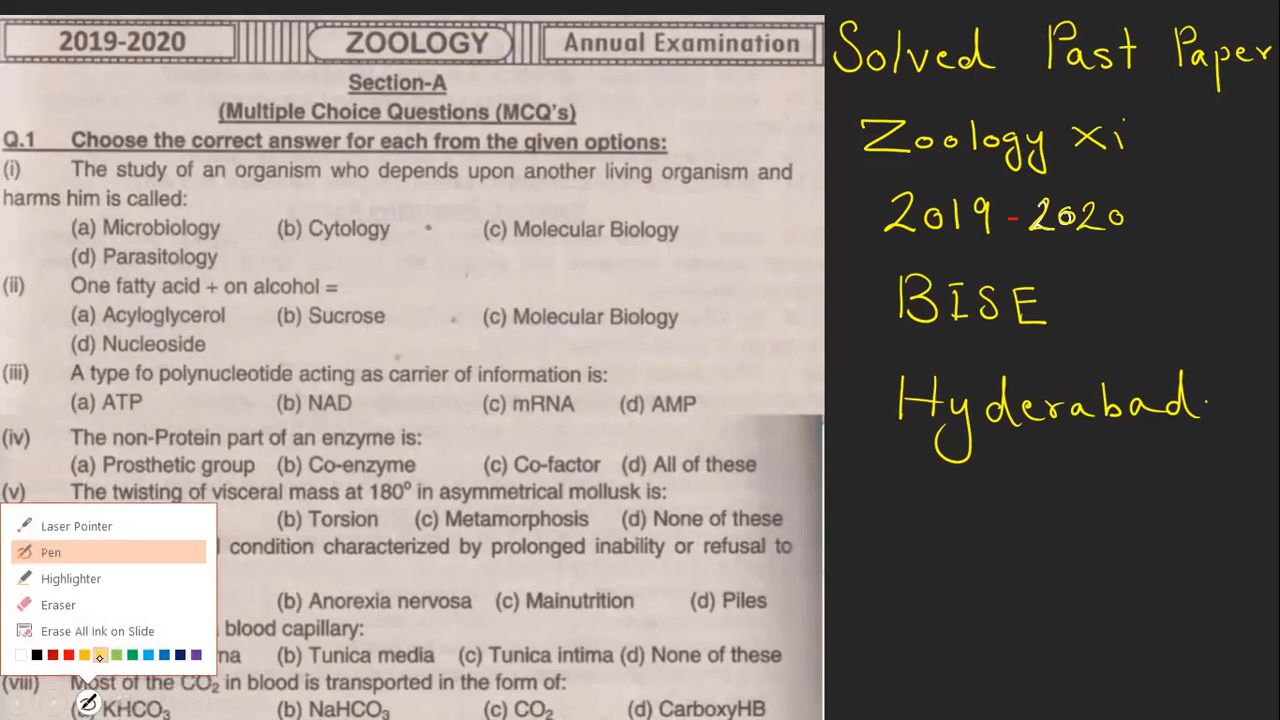 2019-2020 ZOOLOGY Annual Examination
Section-A
(Multiple Choice Questions (MCQ's)
Q.1 Choose the correct answer for each from the given options:
(i) The study of an organism who depends upon another living organism and
harms him is called:
(a) Microbiology (b) Cytology (c) Molecular Biology
(d) Parasitology
(ii) One fatty acid + on alcohol =
(a) Acyloglycerol (b) Sucrose (c) Molecular Biology
(d) Nucleoside
(iii) A type fo polynucleotide acting as carrier of information is:
(a) ATP (b) NAD (c) mRNA (d) AMP
(iv) The non-Protein part of an enzyme is:
(a) Prosthetic group (b) Co-enzyme (c) Co-factor (d) All of these
(v) The twisting of visceral mass at 180° in asymmetrical mollusk is:
(b) Torsion (c) Metamorphosis (d) None of these
condition characterized by prolonged inability or refusal to
(b) Anorexia nervosa (c) Mainutrition (d) Piles
blood capillary:
na (b) Tunica media (c) Tunica intima (d) None of these
(viii) Most of the CO₂ in blood is transported in the form of:
KHCO₃ (b) NaHCO₃ (c) CO₂ (d) CarboxyHB
Laser Pointer
Pen
Highlighter
Eraser
Erase All Ink on Slide
Solved Past Paper
Zoology Xi
2019 - 2020
BISE
Hyderabad.